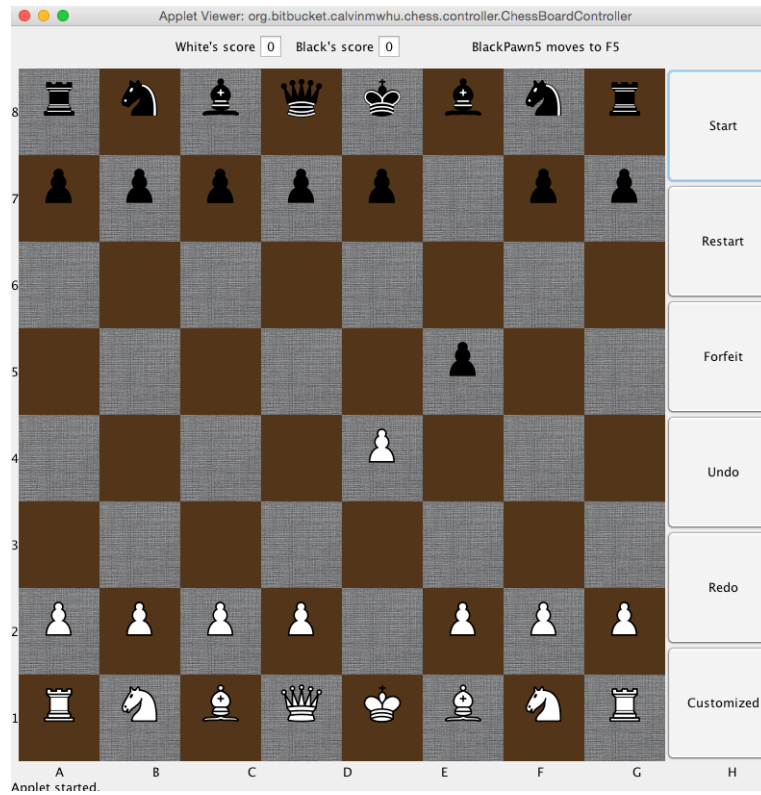 Applet Viewer: org.bitbucket.calvinmwhu.chess.controller.ChessBoardController
White's score 0 Black's score 0 BlackPawn5 moves to F5
8
Start
7
Restart
6
5
Forfeit
4
Undo
3
Redo
2
Customized
1
A B C D E F G H
Applet started.